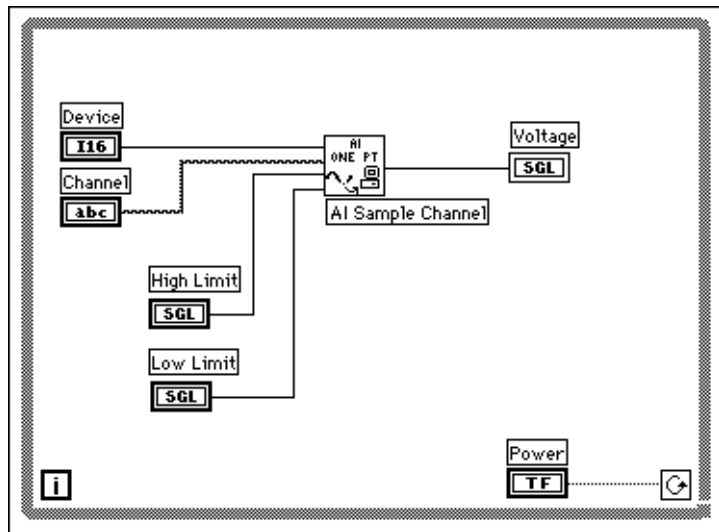 Device
I16
AI
ONE PT
Voltage
SGL
Channel
abc
AI Sample Channel
High Limit
SGL
Low Limit
SGL
Power
TF
i